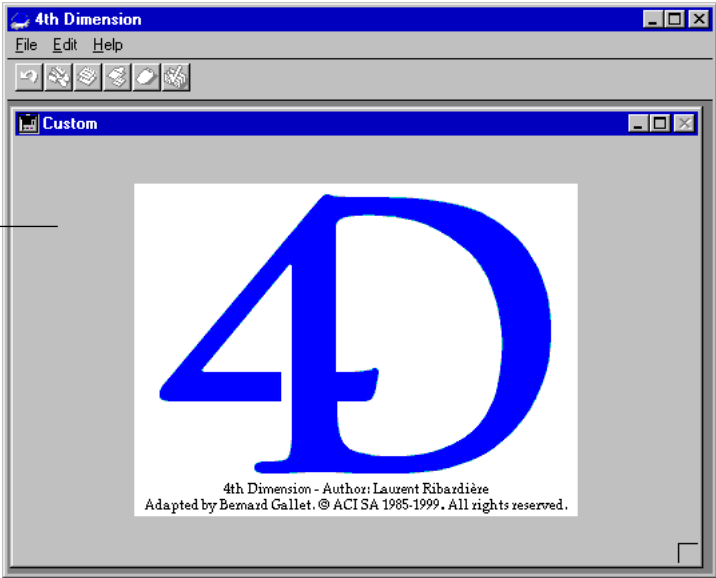 4th Dimension
File Edit Help
Custom
4D
4th Dimension - Author: Laurent Ribardière
Adapted by Bernard Gallet. © ACI SA 1985-1999. All rights reserved.